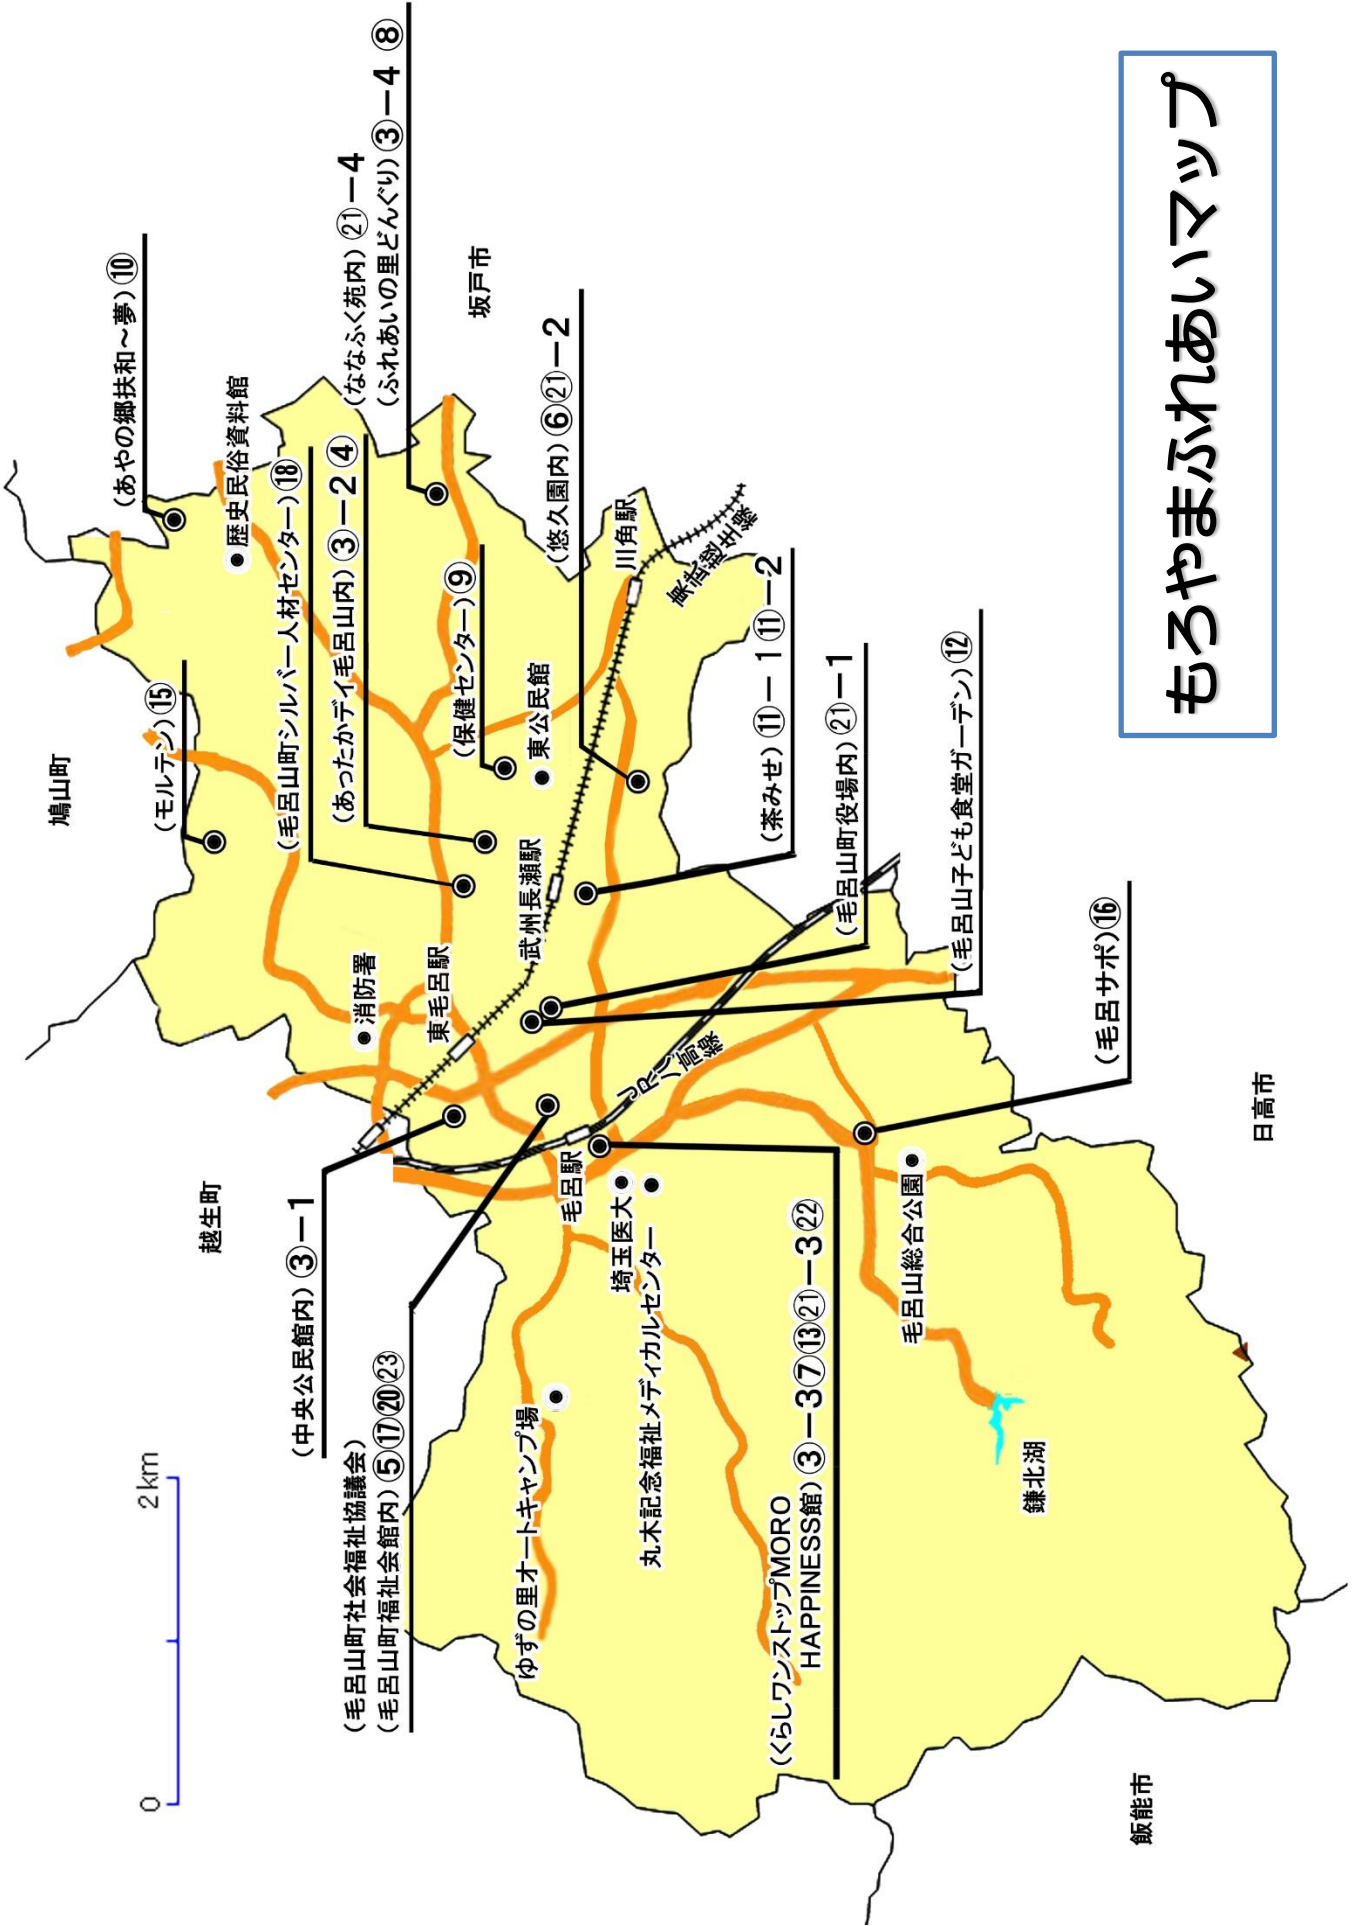 鳩山町
(あやの郷扶和～夢)⑩
0
2km
(モルテン)⑮
越生町
歴史民俗資料館
(毛呂山町シルバー人材センター)⑱
(中央公民館内)③－1
(あったかデイ毛呂山内)③－2④
(ななふく苑内)㉑－4
(ふれあいの里どんぐり)③－4 ⑧
(毛呂山町社会福祉協議会)
(毛呂山町福祉会館内)⑤⑰⑳㉓
消防署
東毛呂駅
(保健センター)⑨
坂戸市
武州長瀬駅
東公民館
(悠久園内)⑥㉑－2
川角駅
東武越生線
ゆずの里オートキャンプ場
毛呂駅
埼玉医大
丸木記念福祉メディカルセンター
JR八高線
(茶みせ)⑪－1⑪－2
(くらしワンストップMORO
HAPPINESS館)③－3⑦⑬㉑－3㉒
(毛呂山町役場内)㉑－1
毛呂山総合公園
(毛呂山子ども食堂ガーデン)⑫
鎌北湖
(毛呂サポ)⑯
飯能市
日高市
もろやまふれあいマップ